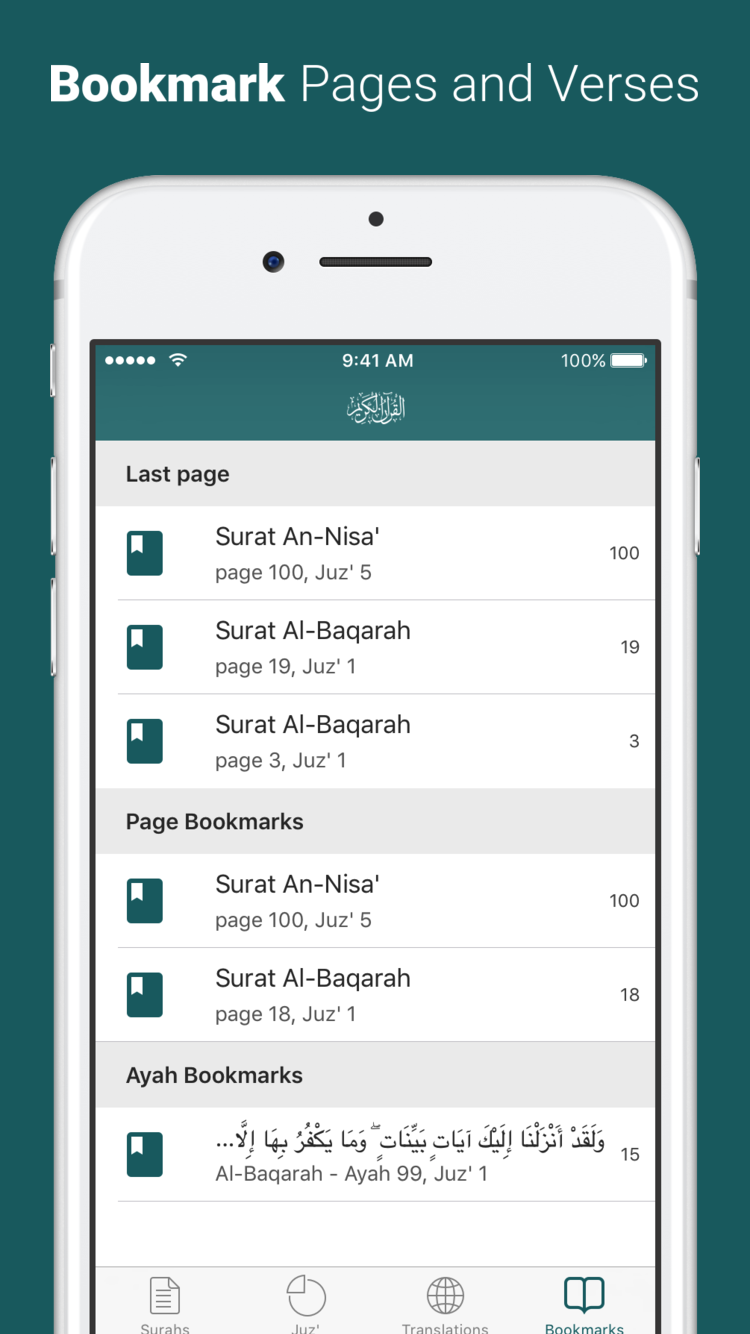 Bookmark Pages and Verses
9:41 AM
100%
القرآن الكريم
Last page
Surat An-Nisa'
page 100, Juz' 5
100
Surat Al-Baqarah
page 19, Juz' 1
19
Surat Al-Baqarah
page 3, Juz' 1
3
Page Bookmarks
Surat An-Nisa'
page 100, Juz' 5
100
Surat Al-Baqarah
page 18, Juz' 1
18
Ayah Bookmarks
وَلَقَدْ أَنْزَلْنَا إِلَيْكَ آيَاتٍ بَيِّنَاتٍ ۖ وَمَا يَكْفُرُ بِهَا إِلَّا...
15
Al-Baqarah - Ayah 99, Juz' 1
Surahs
Juz'
Translations
Bookmarks